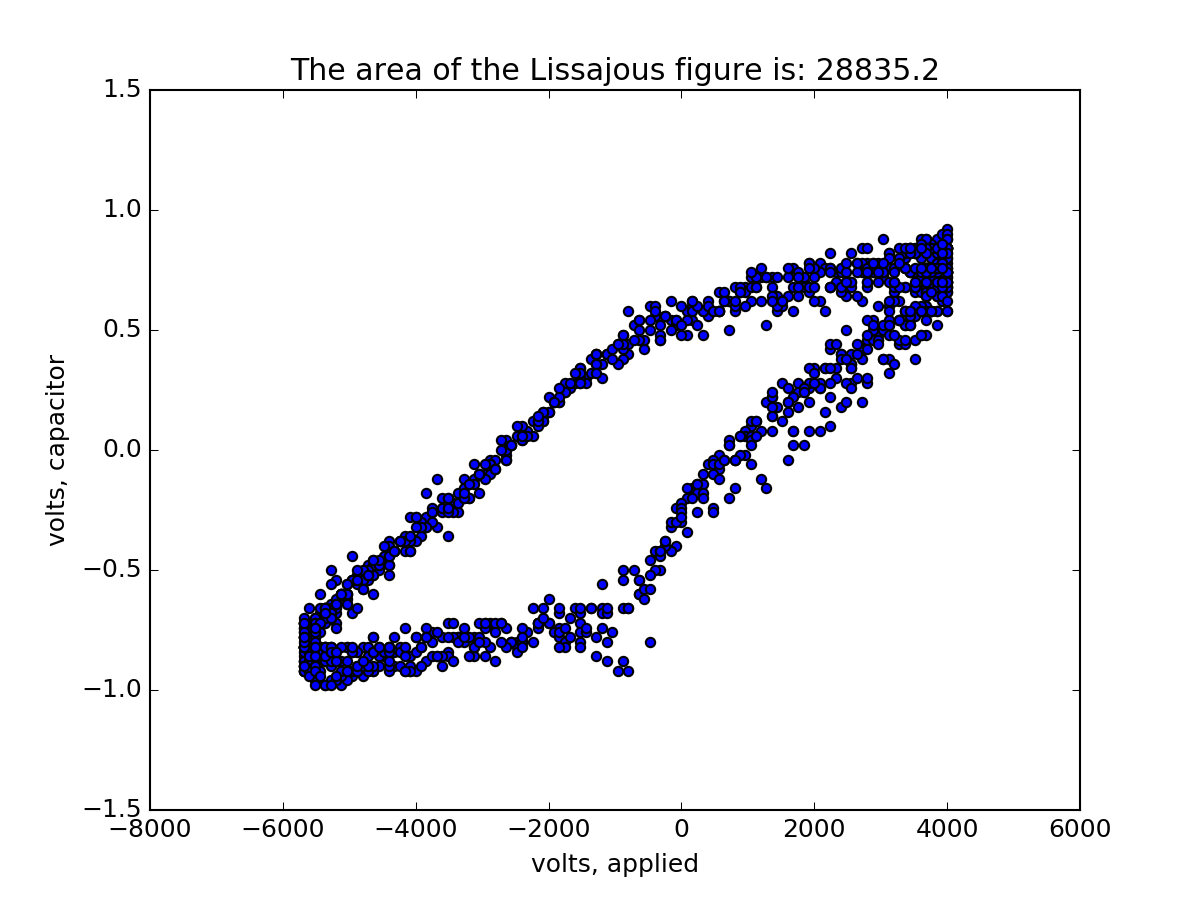 The area of the Lissajous figure is: 28835.2
1.5
1.0
0.5
0.0
−0.5
−1.0
−1.5
volts, capacitor
−8000 −6000 −4000 −2000 0 2000 4000 6000
volts, applied